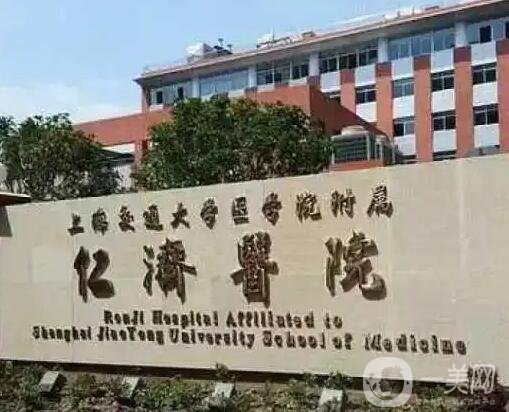 上海交通大学医学院附属
仁濟醫院
RenJi Hospital Affiliated to
Shanghai JiaoTong University School of Medicine
美网